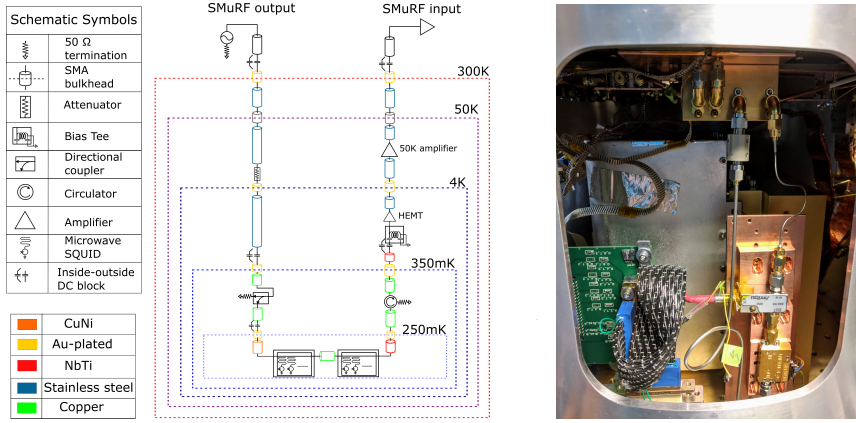 Schematic Symbols
50 Ω
termination
SMA
bulkhead
Attenuator
Bias Tee
Directional
coupler
Circulator
Amplifier
Microwave
SQUID
Inside-outside
DC block
CuNi
Au-plated
NbTi
Stainless steel
Copper
SMuRF output
SMuRF input
300K
50K
50K amplifier
4K
HEMT
350mK
250mK